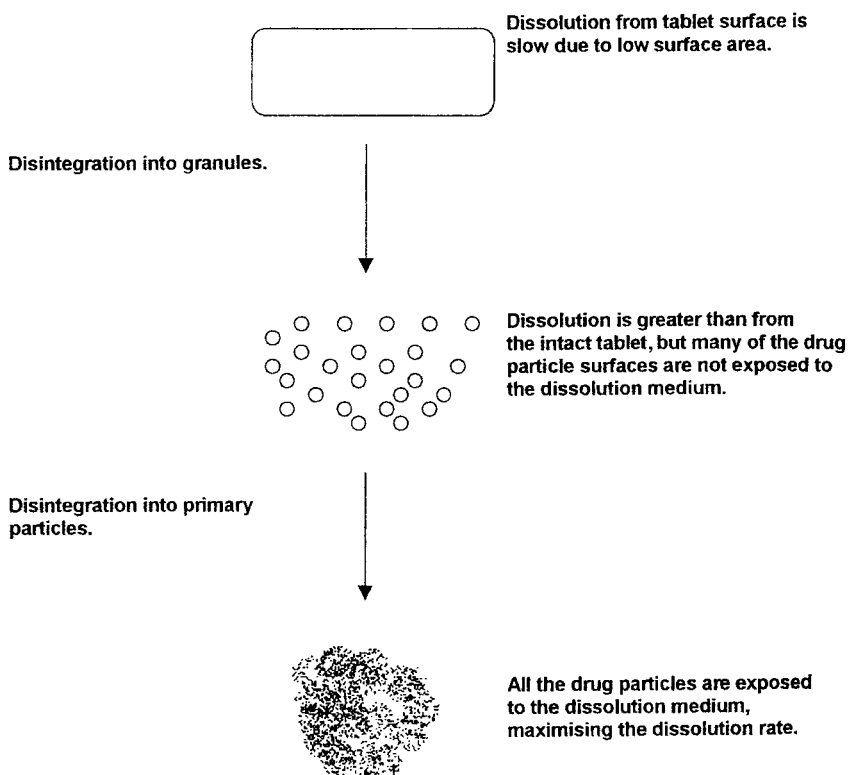 Dissolution from tablet surface is
slow due to low surface area.
Disintegration into granules.
Dissolution is greater than from
the intact tablet, but many of the drug
particle surfaces are not exposed to
the dissolution medium.
Disintegration into primary
particles.
All the drug particles are exposed
to the dissolution medium,
maximising the dissolution rate.